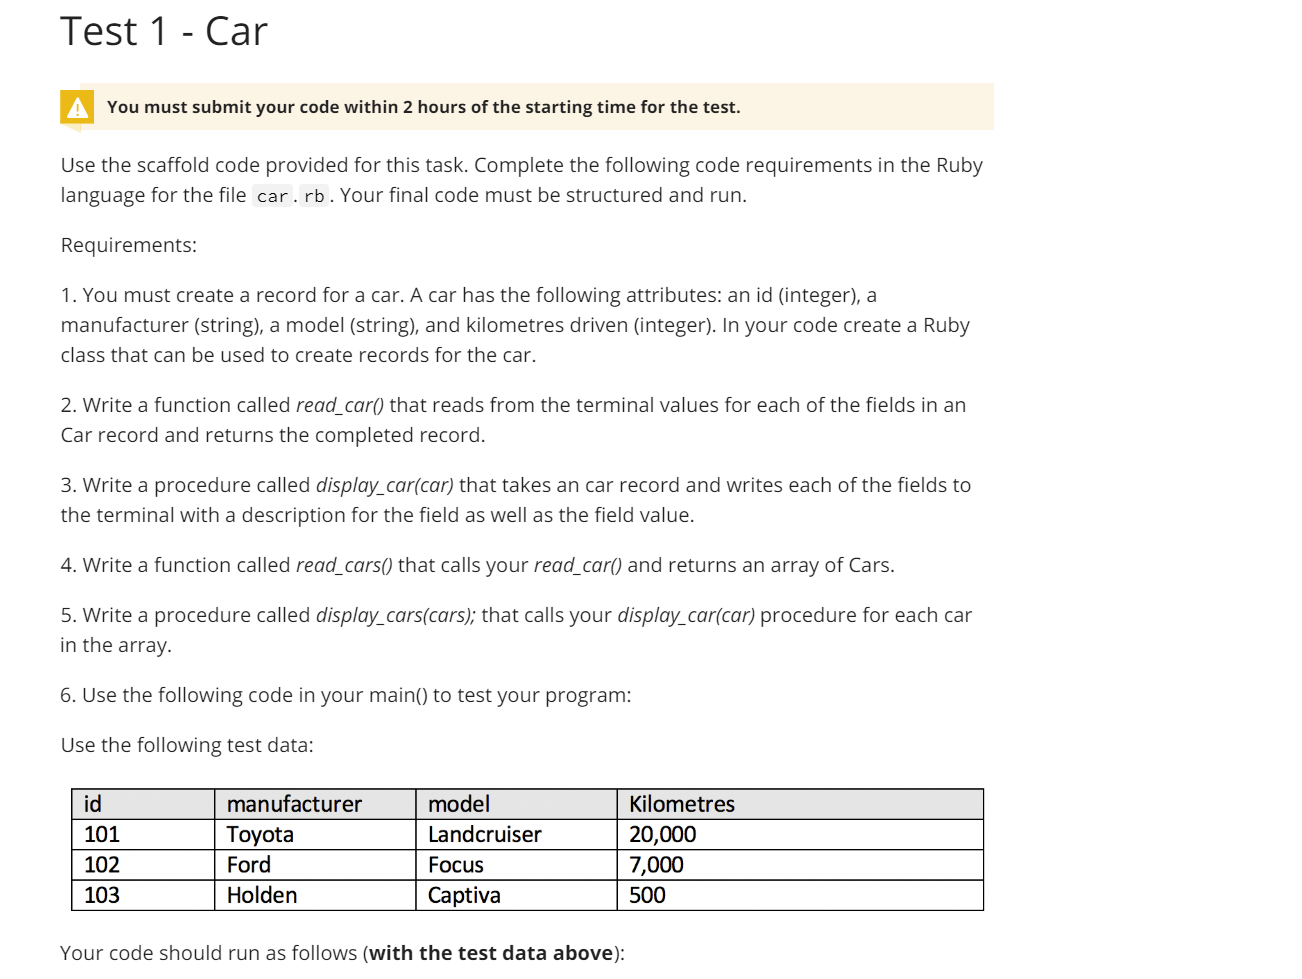 Test 1 - Car
You must submit your code within 2 hours of the starting time for the test.
Use the scaffold code provided for this task. Complete the following code requirements in the Ruby
language for the file car.rb. Your final code must be structured and run.
Requirements:
1. You must create a record for a car. A car has the following attributes: an id (integer), a
manufacturer (string), a model (string), and kilometres driven (integer). In your code create a Ruby
class that can be used to create records for the car.
2. Write a function called read_car() that reads from the terminal values for each of the fields in an
Car record and returns the completed record.
3. Write a procedure called display_car(car) that takes an car record and writes each of the fields to
the terminal with a description for the field as well as the field value.
4. Write a function called read_cars() that calls your read_car() and returns an array of Cars.
5. Write a procedure called display_cars(cars); that calls your display_car(car) procedure for each car
in the array.
6. Use the following code in your main() to test your program:
Use the following test data:
id manufacturer model Kilometres
101 Toyota Landcruiser 20,000
102 Ford Focus 7,000
103 Holden Captiva 500
Your code should run as follows (with the test data above):